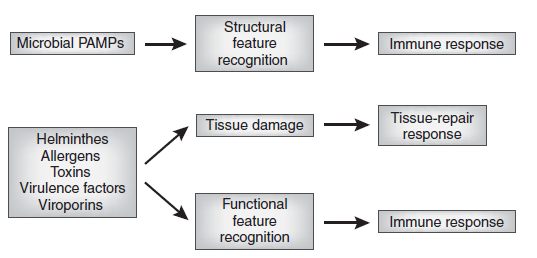 Microbial PAMPs
Structural
feature
recognition
Immune response
Helminthes
Allergens
Toxins
Virulence factors
Viroporins
Tissue damage
Tissue-repair
response
Functional
feature
recognition
Immune response